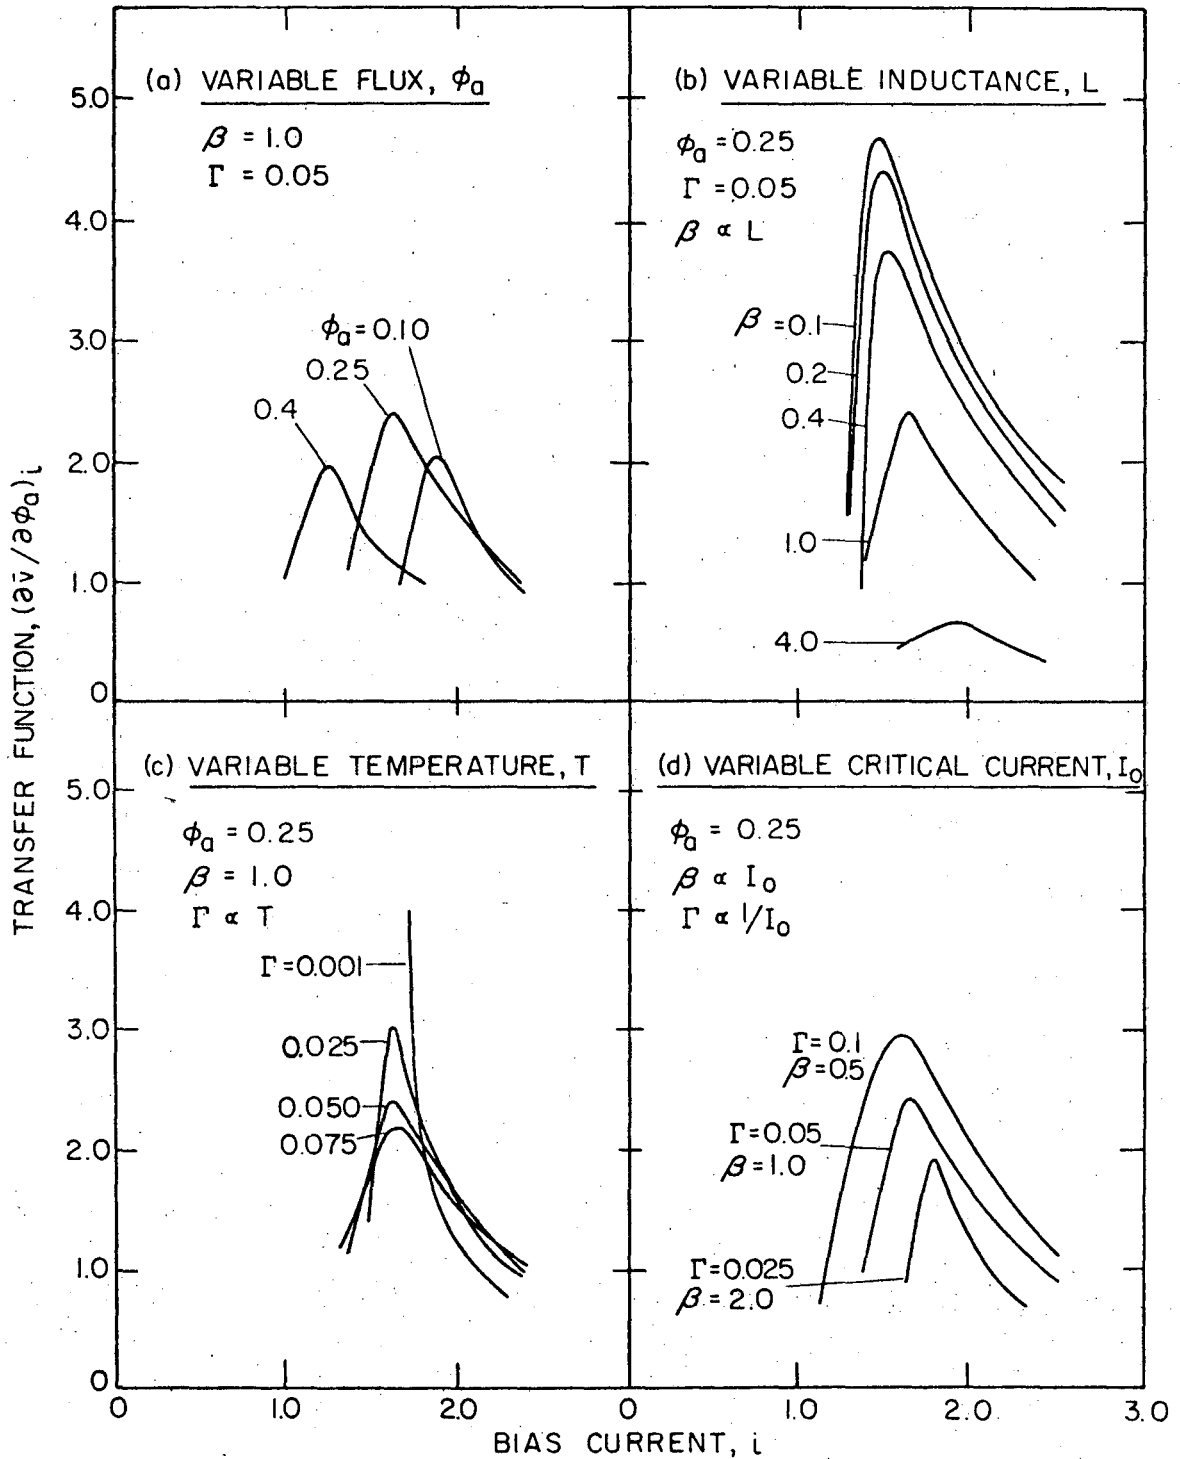 TRANSFER FUNCTION, (∂v̄/∂ϕa)i
(a) VARIABLE FLUX, ϕa
β = 1.0
Γ = 0.05
ϕa = 0.10
0.25
0.4
5.0
4.0
3.0
2.0
1.0
0
(b) VARIABLE INDUCTANCE, L
ϕa = 0.25
Γ = 0.05
β ∝ L
β = 0.1
0.2
0.4
1.0
4.0
(c) VARIABLE TEMPERATURE, T
ϕa = 0.25
β = 1.0
Γ ∝ T
Γ = 0.001
0.025
0.050
0.075
5.0
4.0
3.0
2.0
1.0
0
(d) VARIABLE CRITICAL CURRENT, Io
ϕa = 0.25
β ∝ Io
Γ ∝ 1/Io
Γ = 0.1
β = 0.5
Γ = 0.05
β = 1.0
Γ = 0.025
β = 2.0
0 1.0 2.0 0 1.0 2.0 3.0
BIAS CURRENT, i